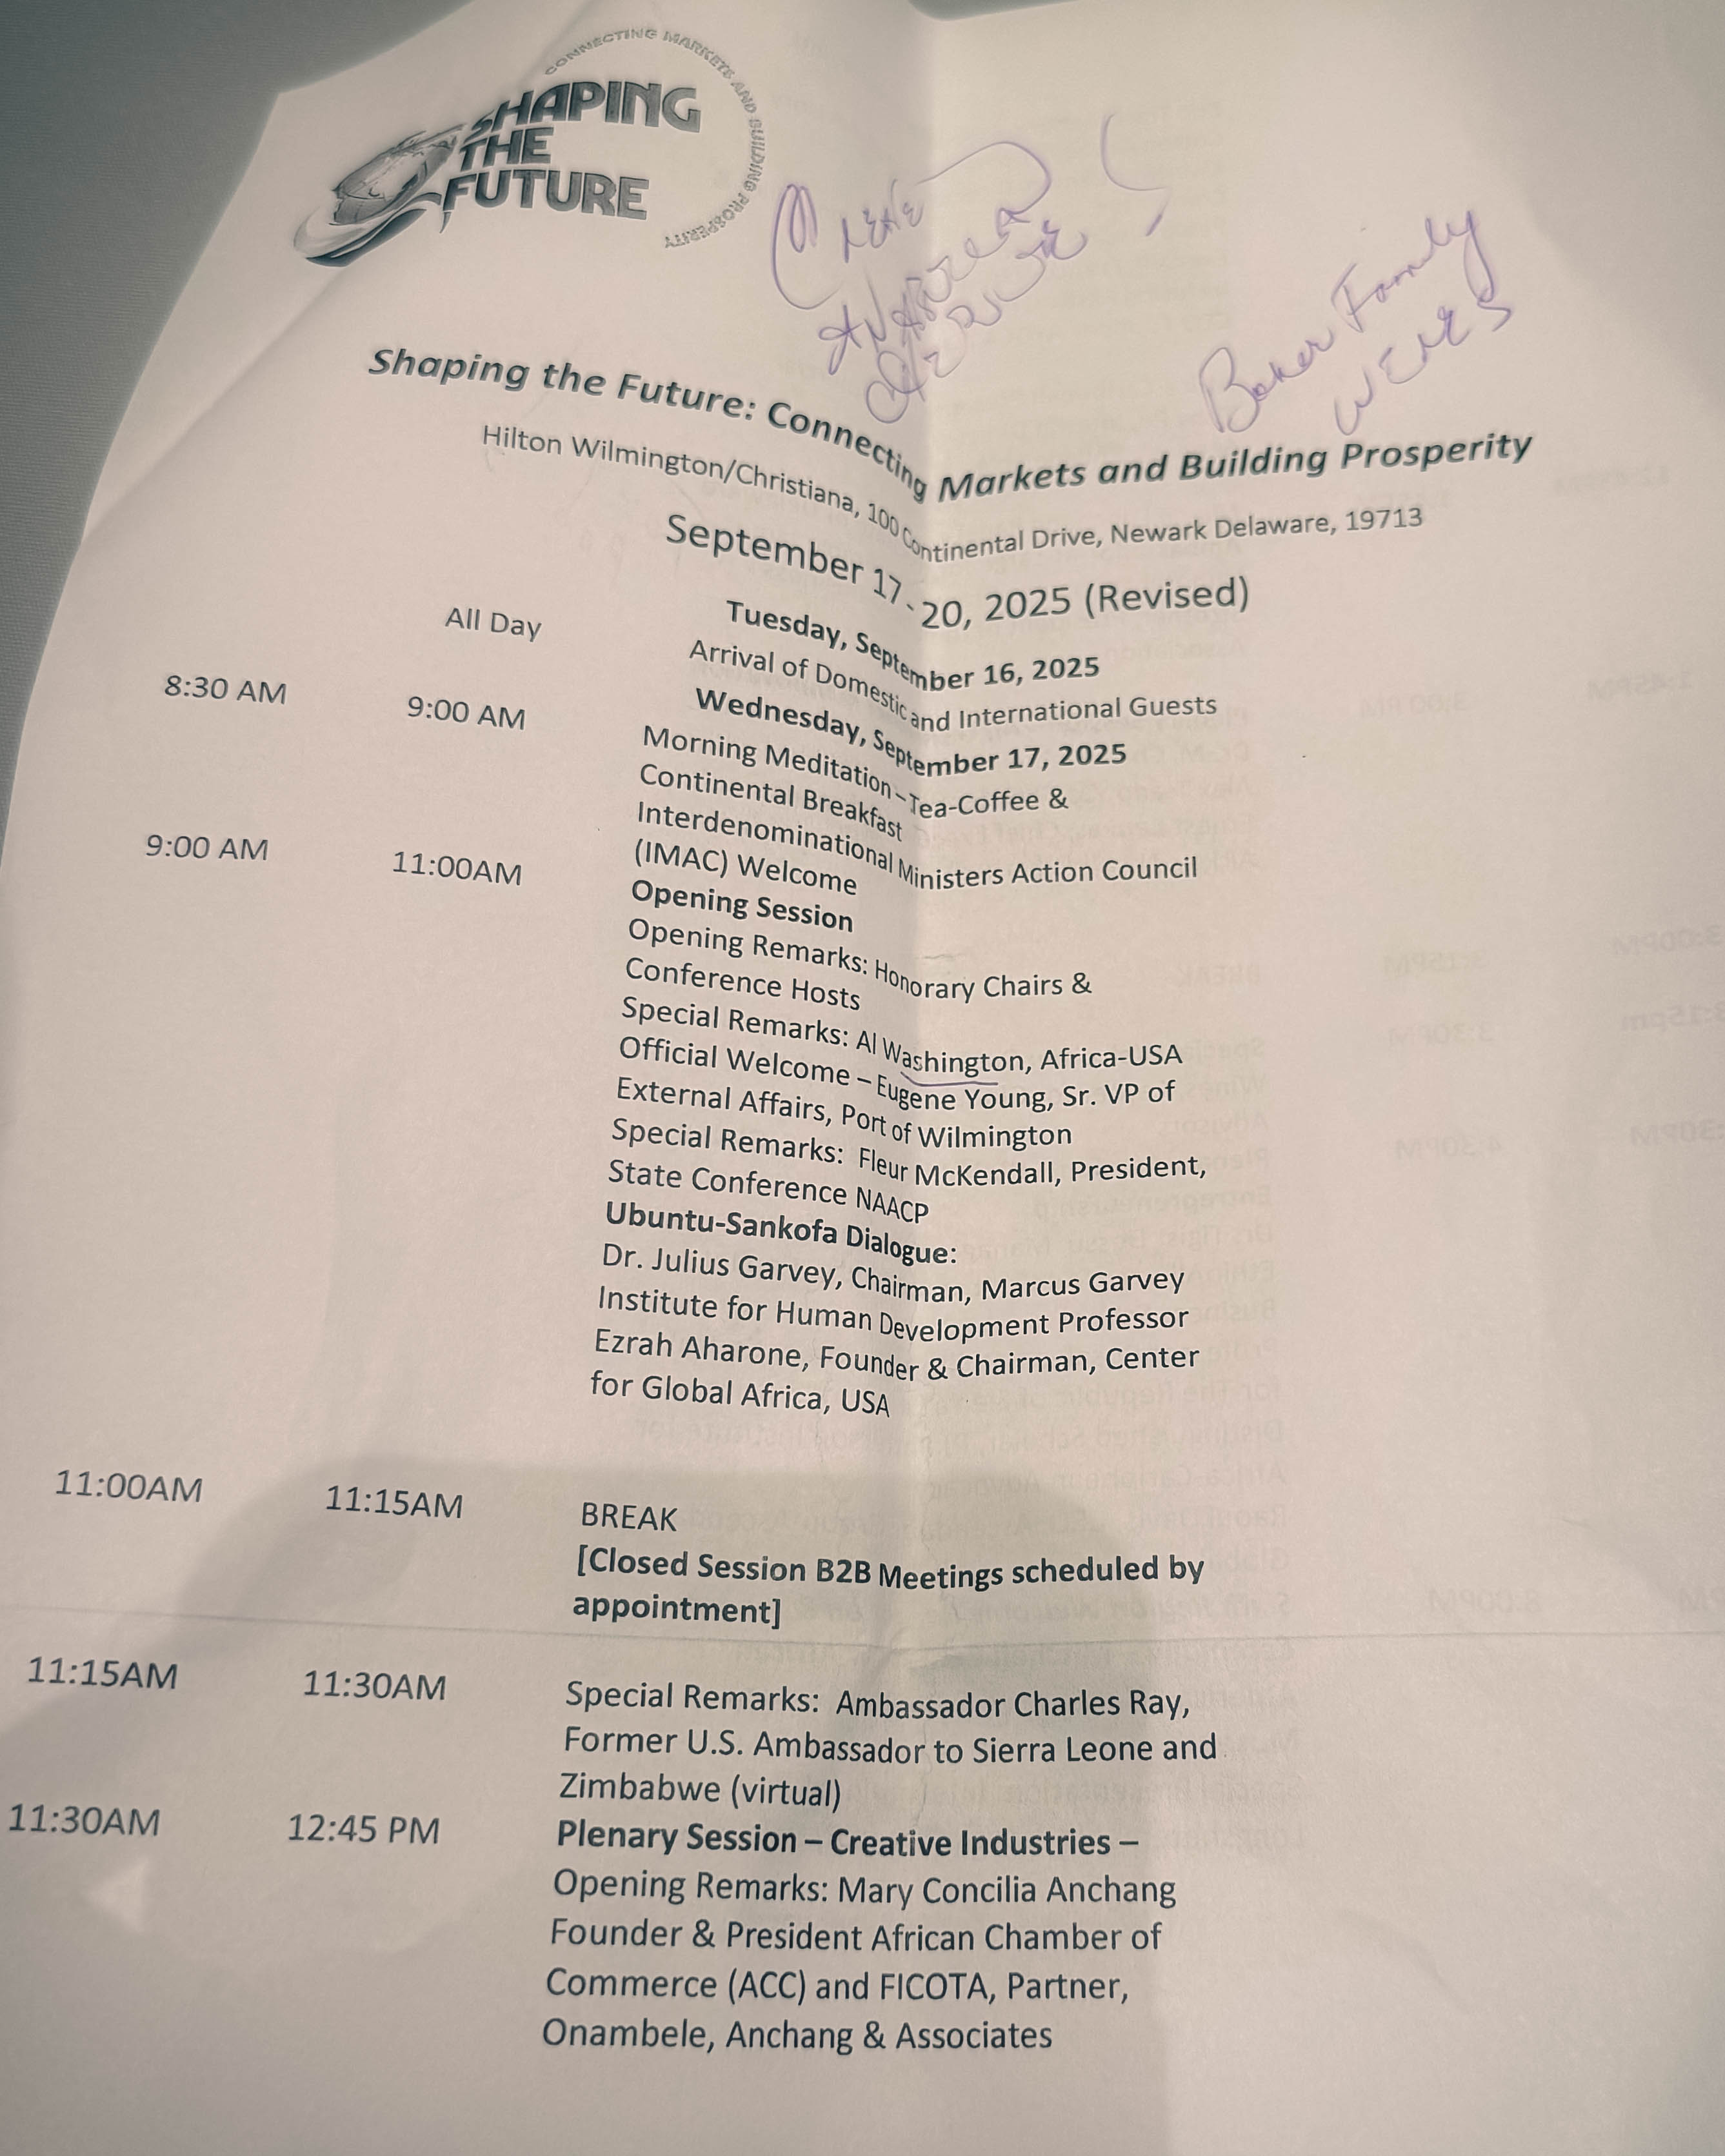 CONNECTING MARKETS AND BUILDING PROSPERITY
SHAPING
THE
FUTURE
Baker Family
Shaping the Future: Connecting Markets and Building Prosperity
Hilton Wilmington/Christiana, 100 Continental Drive, Newark Delaware, 19713
September 17-20, 2025 (Revised)
Tuesday, September 16, 2025
All Day Arrival of Domestic and International Guests
Wednesday, September 17, 2025
8:30 AM 9:00 AM Morning Meditation – Tea-Coffee &
Continental Breakfast
Interdenominational Ministers Action Council
(IMAC) Welcome
9:00 AM 11:00AM Opening Session
Opening Remarks: Honorary Chairs &
Conference Hosts
Special Remarks: Al Washington, Africa-USA
Official Welcome – Eugene Young, Sr. VP of
External Affairs, Port of Wilmington
Special Remarks: Fleur McKendall, President,
State Conference NAACP
Ubuntu-Sankofa Dialogue:
Dr. Julius Garvey, Chairman, Marcus Garvey
Institute for Human Development Professor
Ezrah Aharone, Founder & Chairman, Center
for Global Africa, USA
11:00AM 11:15AM BREAK
[Closed Session B2B Meetings scheduled by
appointment]
11:15AM 11:30AM Special Remarks: Ambassador Charles Ray,
Former U.S. Ambassador to Sierra Leone and
Zimbabwe (virtual)
11:30AM 12:45 PM Plenary Session – Creative Industries –
Opening Remarks: Mary Concilia Anchang
Founder & President African Chamber of
Commerce (ACC) and FICOTA, Partner,
Onambele, Anchang & Associates